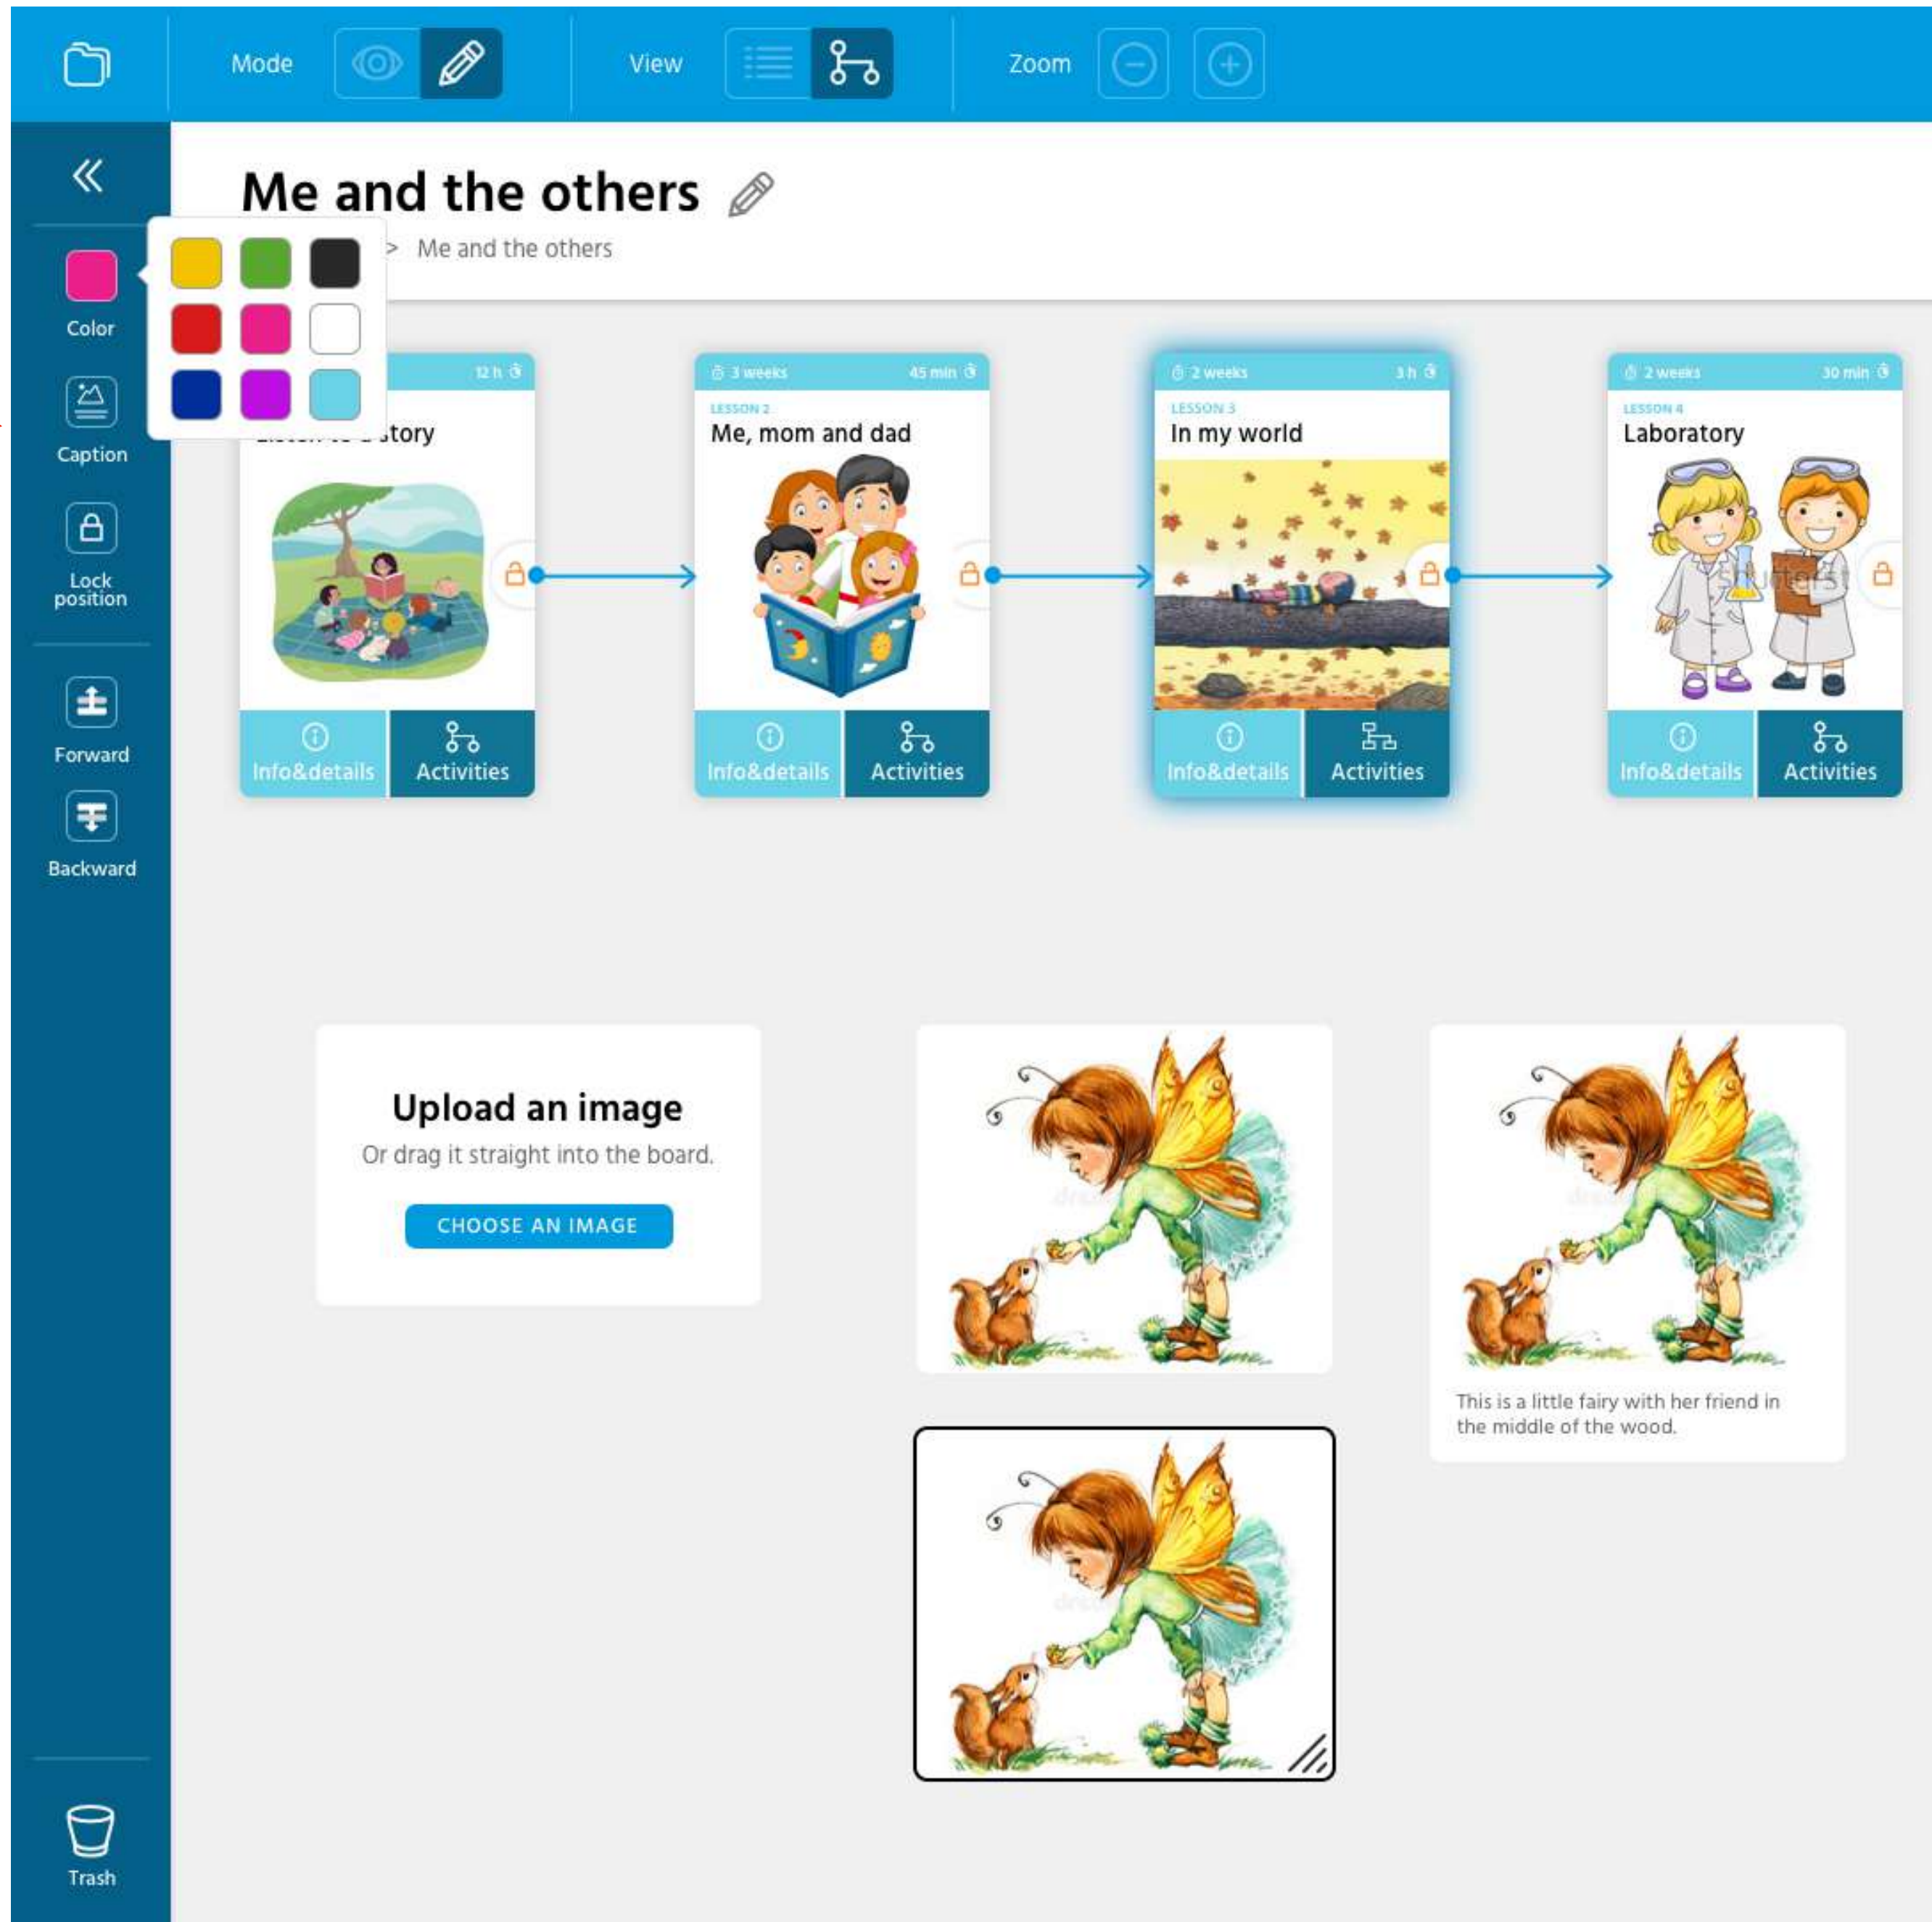 Mode
View
Zoom
Me and the others
> Me and the others
Color
Caption
Lock
position
Forward
Backward
Trash
12 h
story
Info&details
Activities
3 weeks
45 min
LESSON 2
Me, mom and dad
Info&details
Activities
2 weeks
3 h
LESSON 3
In my world
Info&details
Activities
2 weeks
30 min
LESSON 4
Laboratory
Info&details
Activities
Upload an image
Or drag it straight into the board.
CHOOSE AN IMAGE
This is a little fairy with her friend in
the middle of the wood.